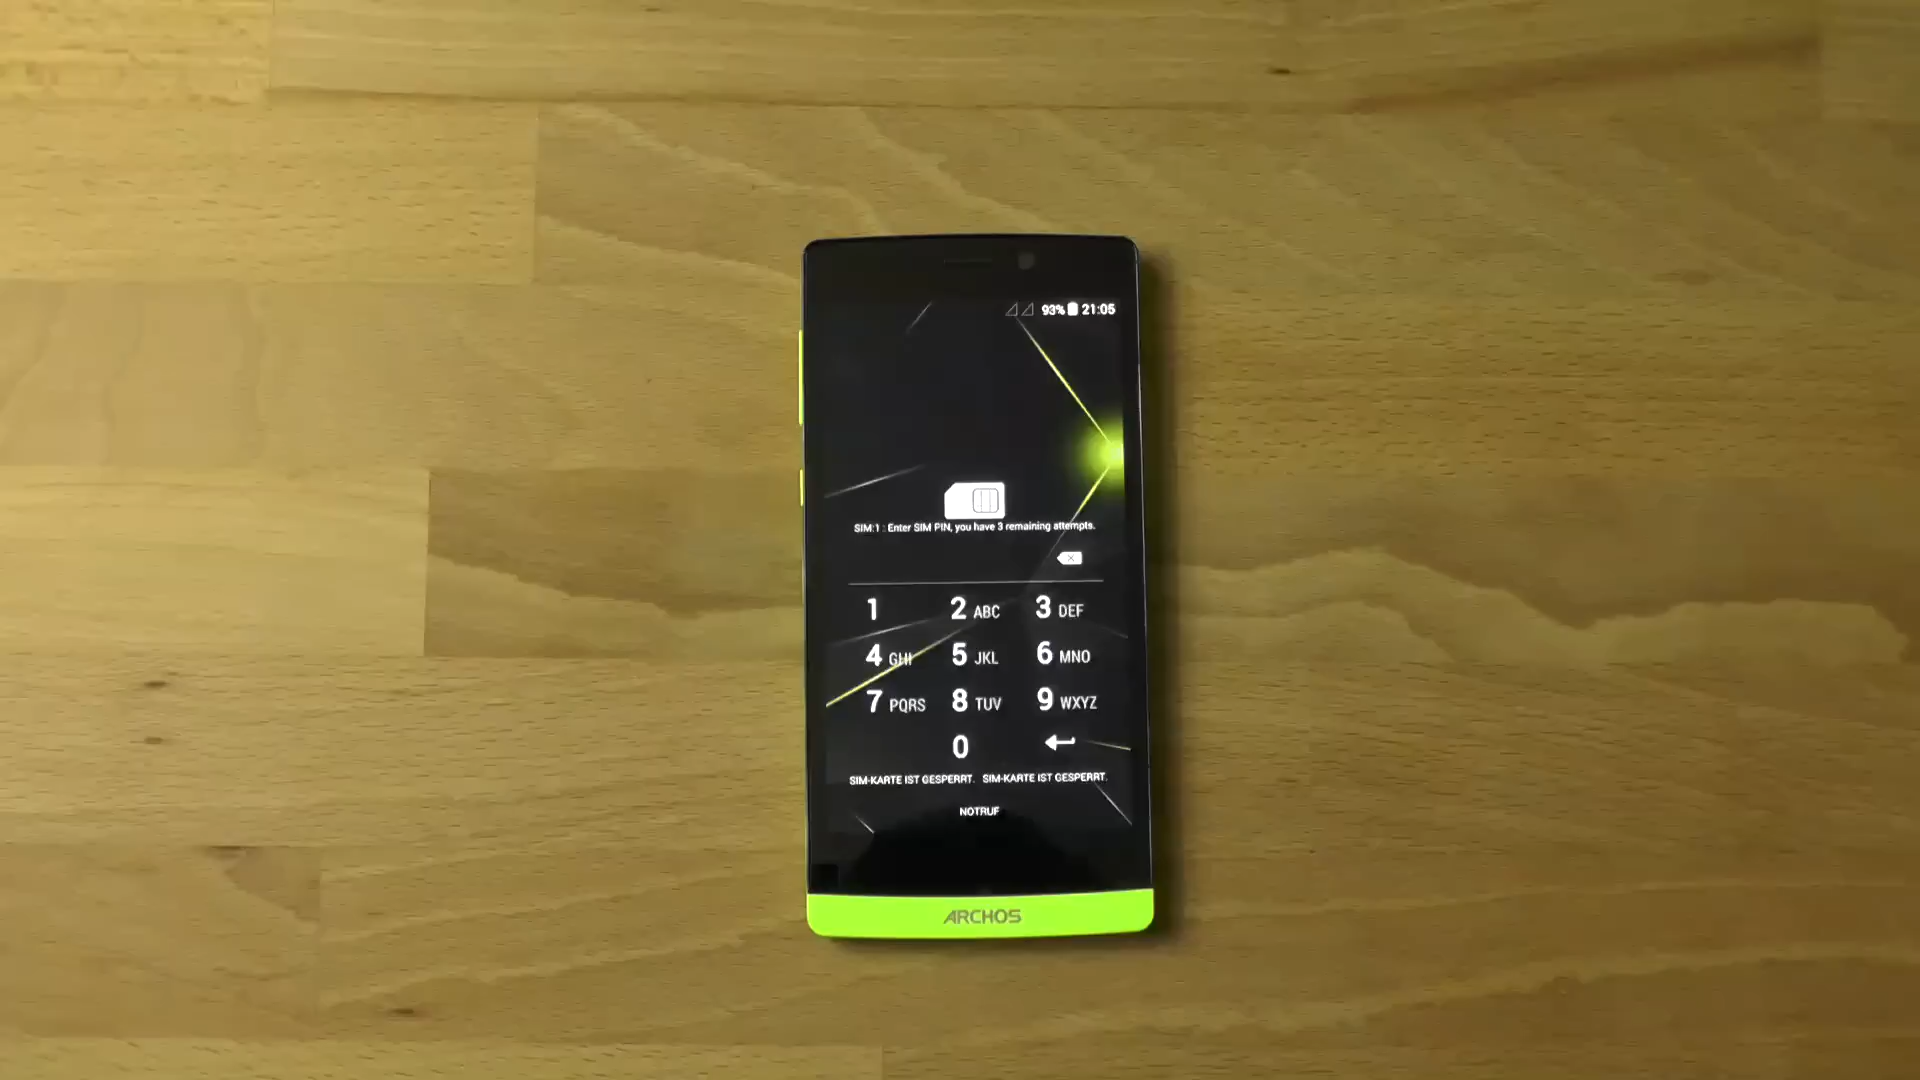 93% 21:05
SIM:1 : Enter SIM PIN, you have 3 remaining attempts.
1 2 ABC 3 DEF
4 GHI 5 JKL 6 MNO
7 PQRS 8 TUV 9 WXYZ
0
SIM-KARTE IST GESPERRT. SIM-KARTE IST GESPERRT.
NOTRUF
ARCHOS